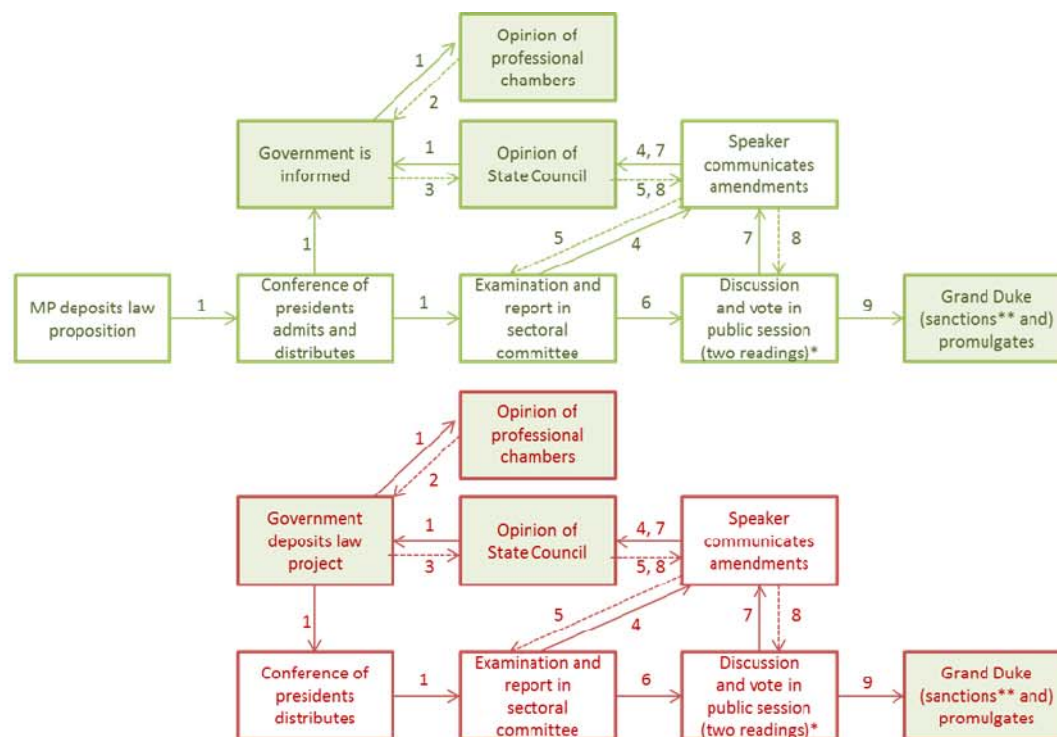 Opinion of
professional
chambers
1
2
Government is
informed
1
3
Opinion of
State Council
4, 7
5, 8
Speaker
communicates
amendments
1
5
4
7
8
MP deposits law
proposition
1
Conference of
presidents
admits and
distributes
1
Examination and
report in
sectoral
committee
6
Discussion
and vote in
public session
(two readings)*
9
Grand Duke
(sanctions** and)
promulgates
Opinion of
professional
chambers
1
2
Government
deposits law
project
1
3
Opinion of
State Council
4, 7
5, 8
Speaker
communicates
amendments
1
5
4
7
8
Conference of
presidents
distributes
1
Examination and
report in
sectoral
committee
6
Discussion
and vote in
public session
(two readings)*
9
Grand Duke
(sanctions** and)
promulgates